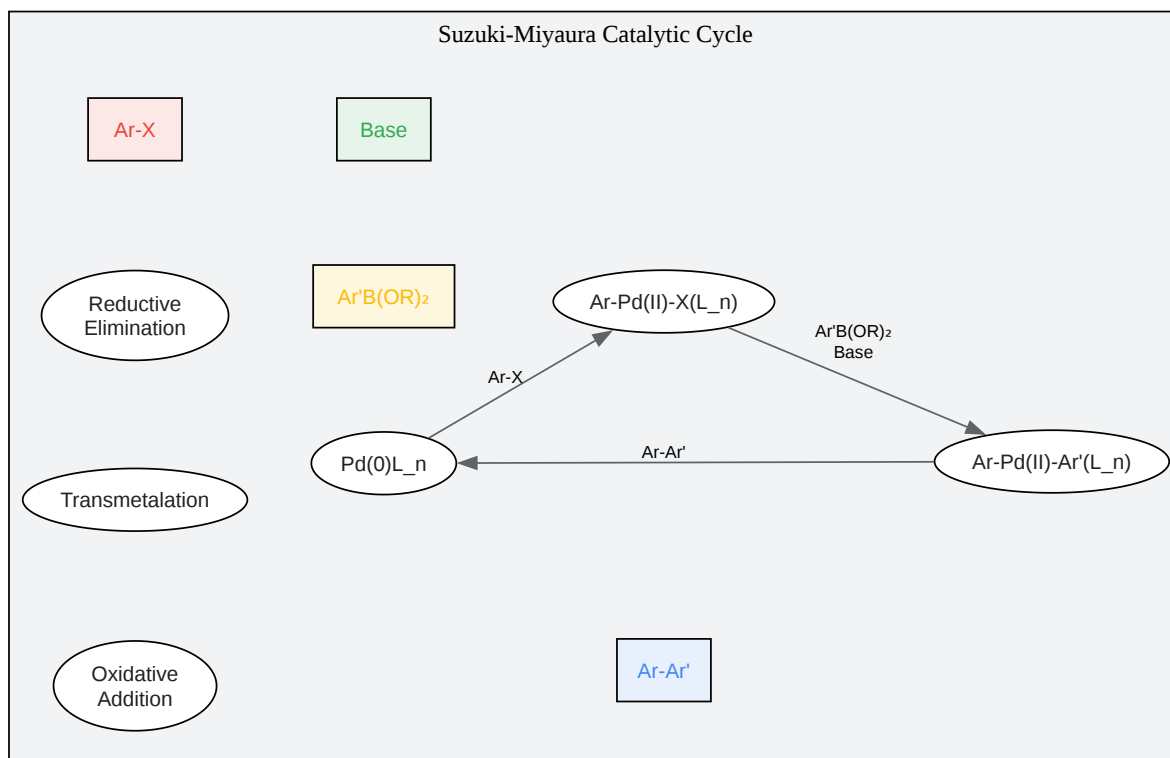 Suzuki-Miyaura Catalytic Cycle
Ar-X
Base
Reductive
Elimination
Ar'B(OR)₂
Ar-Pd(II)-X(L_n)
Ar'B(OR)₂
Base
Ar-X
Pd(0)L_n
Ar-Ar'
Ar-Pd(II)-Ar'(L_n)
Transmetalation
Oxidative
Addition
Ar-Ar'